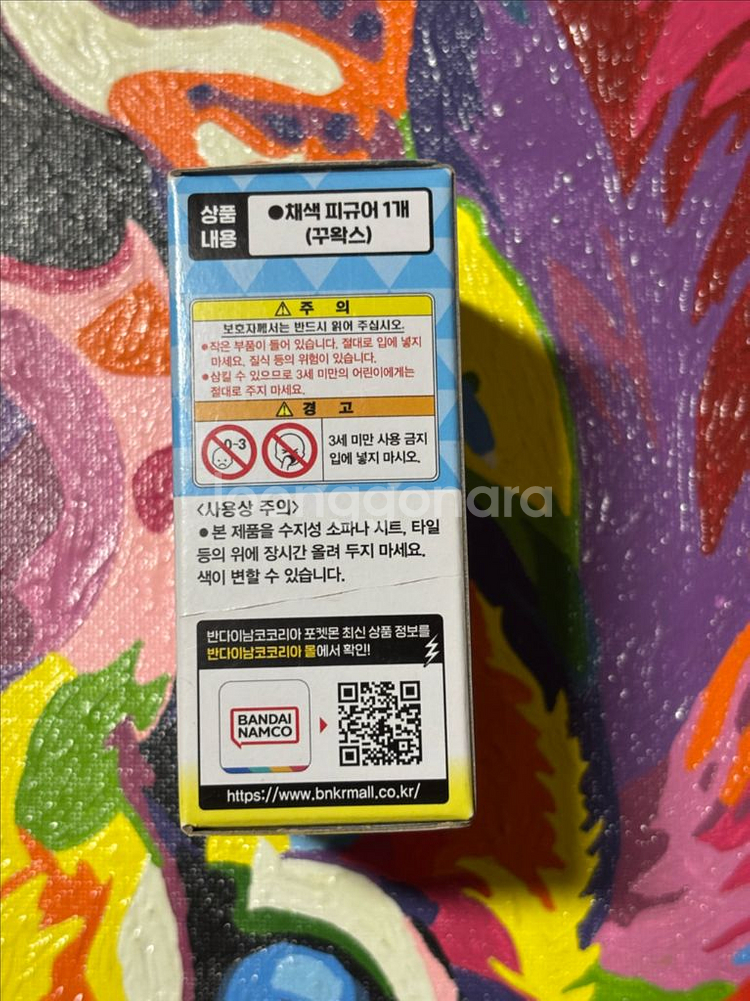 상품
내용
●채색 피규어 1개
(꾸왁스)
⚠ 주 의
보호자께서는 반드시 읽어 주십시오.
●작은 부품이 들어 있습니다. 절대로 입에 넣지
마세요. 질식 등의 위험이 있습니다.
●삼킬 수 있으므로 3세 미만의 어린이에게는
절대로 주지 마세요.
⚠ 경 고
0-3
3세 미만 사용 금지
입에 넣지 마시오.
joonggonara
<사용상 주의>
●본 제품을 수지성 소파나 시트, 타일
등의 위에 장시간 올려 두지 마세요.
색이 변할 수 있습니다.
반다이남코코리아 포켓몬 최신 상품 정보를
반다이남코코리아 몰에서 확인!
BANDAI
NAMCO
https://www.bnkrmall.co.kr/